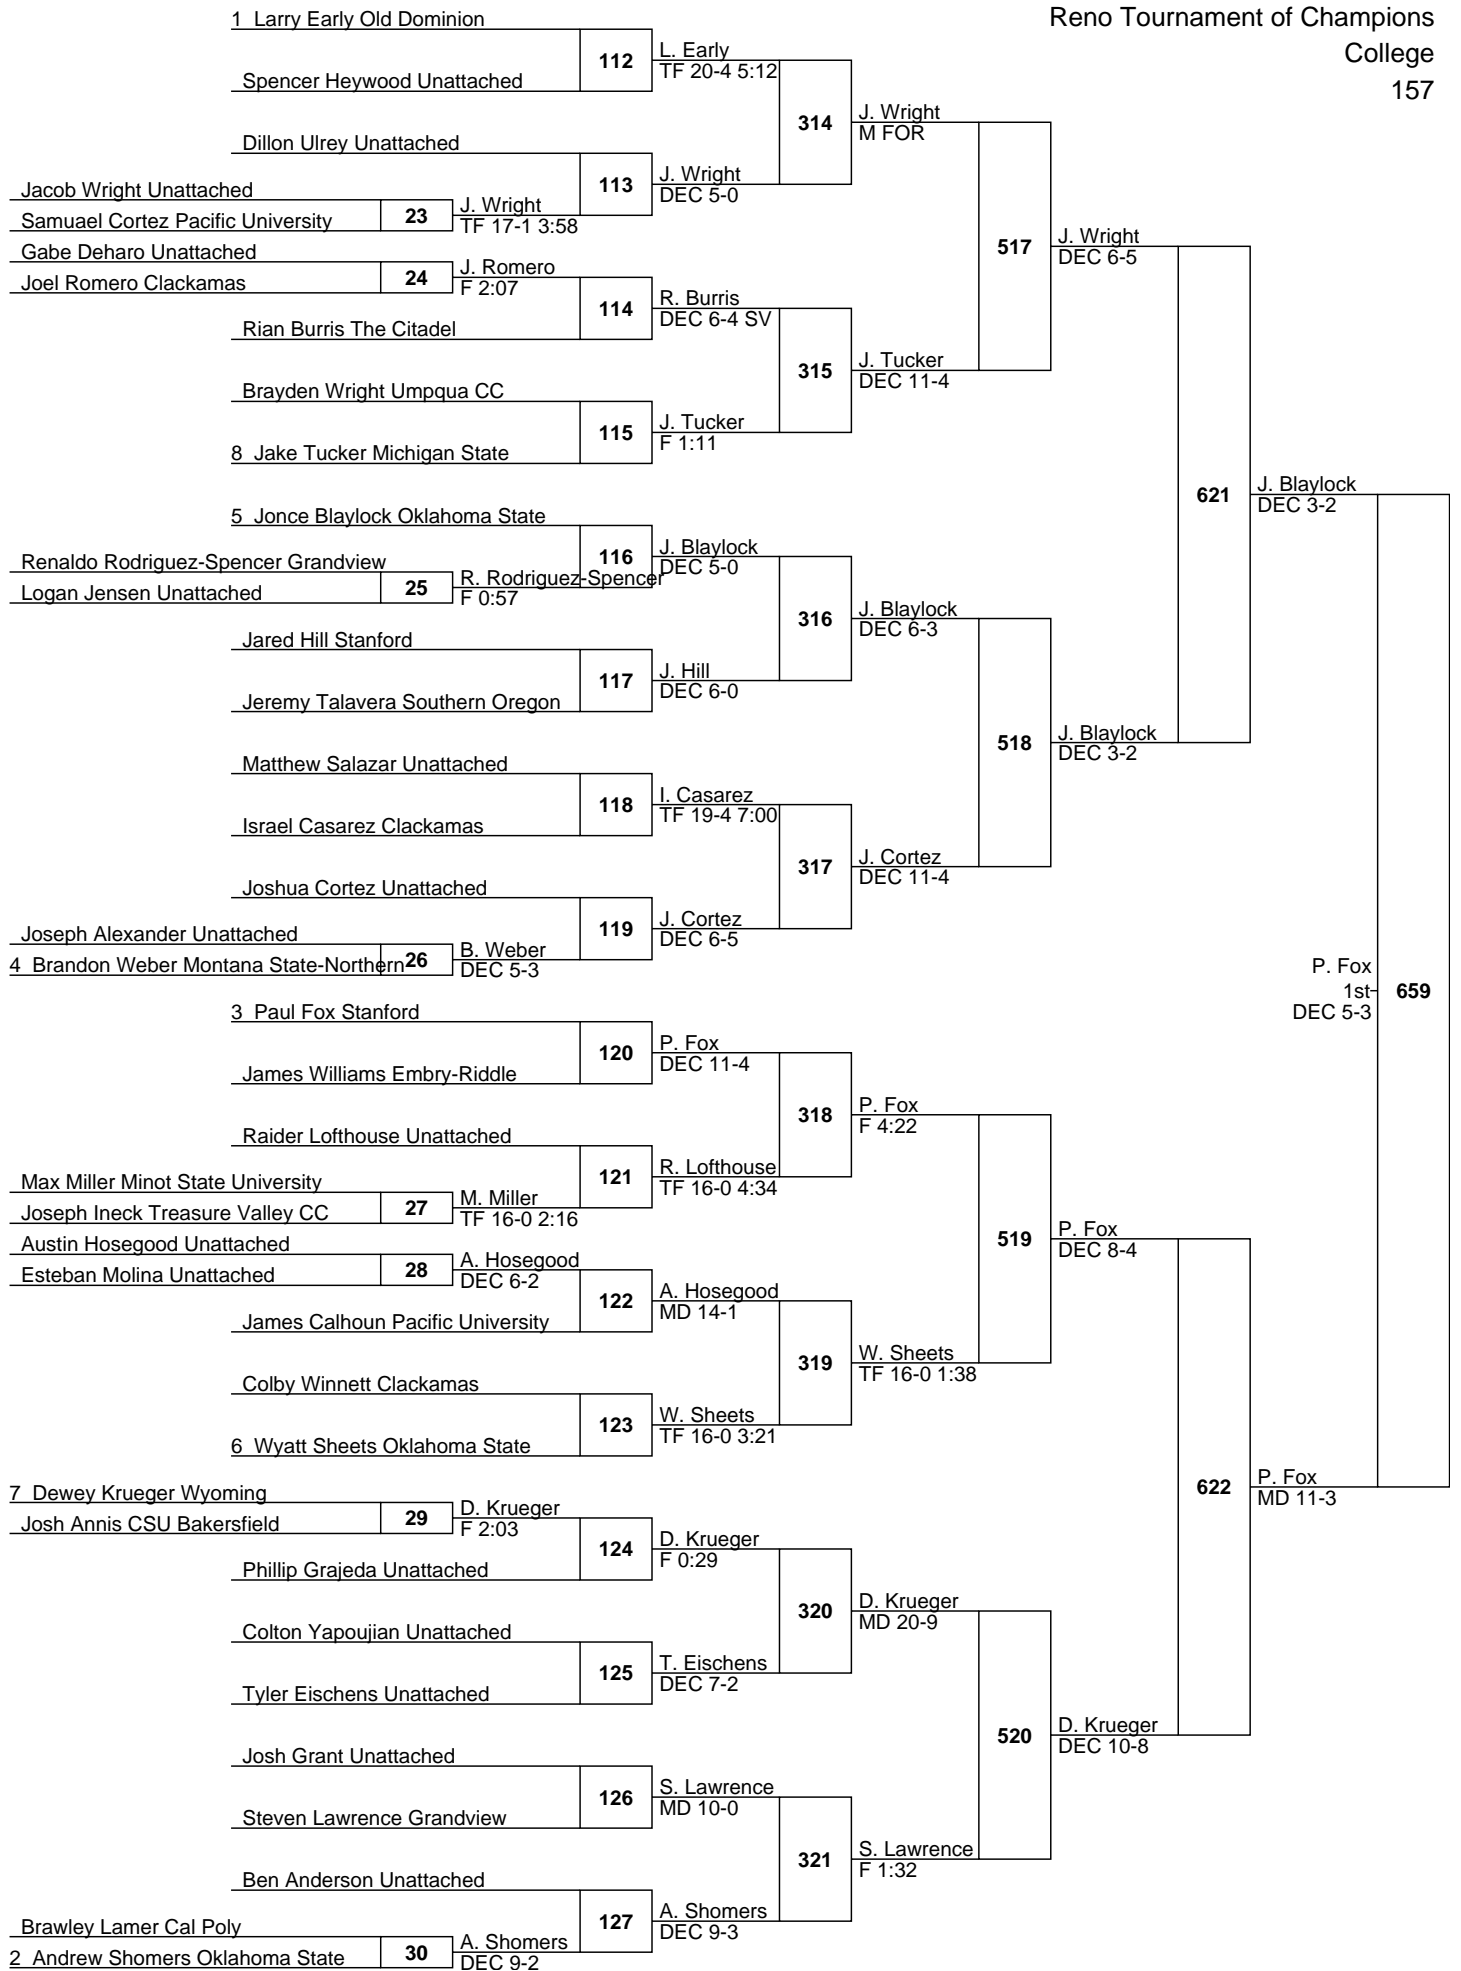 Reno Tournament of Champions
College
157
1 Larry Early Old Dominion
112
L. Early
TF 20-4 5:12
Spencer Heywood Unattached
314
J. Wright
M FOR
Dillon Ulrey Unattached
113
J. Wright
DEC 5-0
Jacob Wright Unattached
23
J. Wright
TF 17-1 3:58
Samuael Cortez Pacific University
517
J. Wright
DEC 6-5
Gabe Deharo Unattached
24
J. Romero
F 2:07
Joel Romero Clackamas
114
R. Burris
DEC 6-4 SV
Rian Burris The Citadel
315
J. Tucker
DEC 11-4
Brayden Wright Umpqua CC
115
J. Tucker
F 1:11
8 Jake Tucker Michigan State
621
J. Blaylock
DEC 3-2
5 Jonce Blaylock Oklahoma State
116
J. Blaylock
DEC 5-0
Renaldo Rodriguez-Spencer Grandview
25
R. Rodriguez-Spencer
F 0:57
Logan Jensen Unattached
316
J. Blaylock
DEC 6-3
Jared Hill Stanford
117
J. Hill
DEC 6-0
Jeremy Talavera Southern Oregon
518
J. Blaylock
DEC 3-2
Matthew Salazar Unattached
118
I. Casarez
TF 19-4 7:00
Israel Casarez Clackamas
317
J. Cortez
DEC 11-4
Joshua Cortez Unattached
119
J. Cortez
DEC 6-5
Joseph Alexander Unattached
26
B. Weber
DEC 5-3
4 Brandon Weber Montana State-Northern
P. Fox
1st
DEC 5-3
659
3 Paul Fox Stanford
120
P. Fox
DEC 11-4
James Williams Embry-Riddle
318
P. Fox
F 4:22
Raider Lofthouse Unattached
121
R. Lofthouse
TF 16-0 4:34
Max Miller Minot State University
27
M. Miller
TF 16-0 2:16
Joseph Ineck Treasure Valley CC
519
P. Fox
DEC 8-4
Austin Hosegood Unattached
28
A. Hosegood
DEC 6-2
Esteban Molina Unattached
122
A. Hosegood
MD 14-1
James Calhoun Pacific University
319
W. Sheets
TF 16-0 1:38
Colby Winnett Clackamas
123
W. Sheets
TF 16-0 3:21
6 Wyatt Sheets Oklahoma State
622
P. Fox
MD 11-3
7 Dewey Krueger Wyoming
29
D. Krueger
F 2:03
Josh Annis CSU Bakersfield
124
D. Krueger
F 0:29
Phillip Grajeda Unattached
320
D. Krueger
MD 20-9
Colton Yapoujian Unattached
125
T. Eischens
DEC 7-2
Tyler Eischens Unattached
520
D. Krueger
DEC 10-8
Josh Grant Unattached
126
S. Lawrence
MD 10-0
Steven Lawrence Grandview
321
S. Lawrence
F 1:32
Ben Anderson Unattached
127
A. Shomers
DEC 9-3
Brawley Lamer Cal Poly
30
A. Shomers
DEC 9-2
2 Andrew Shomers Oklahoma State